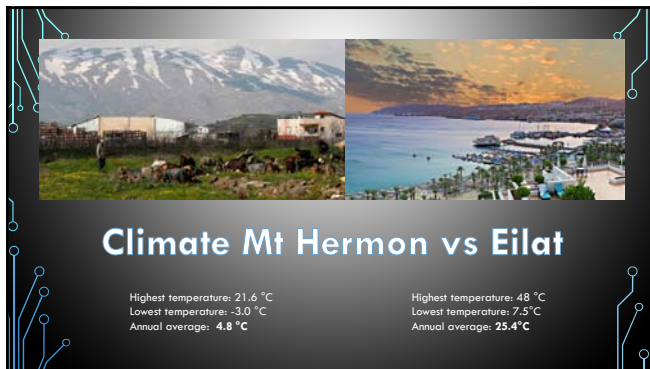 Climate Mt Hermon vs Eilat
Highest temperature: 21.6 °C
Lowest temperature: -3.0 °C
Annual average: 4.8 °C
Highest temperature: 48 °C
Lowest temperature: 7.5°C
Annual average: 25.4°C